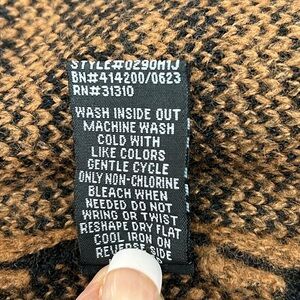 STYLE#0290H1J
BN#414200/0623
RN#31310
WASH INSIDE OUT
MACHINE WASH
COLD WITH
LIKE COLORS
GENTLE CYCLE
ONLY NON-CHLORINE
BLEACH WHEN
NEEDED DO NOT
WRING OR TWIST
RESHAPE DRY FLAT
COOL IRON ON
REVERSE SIDE